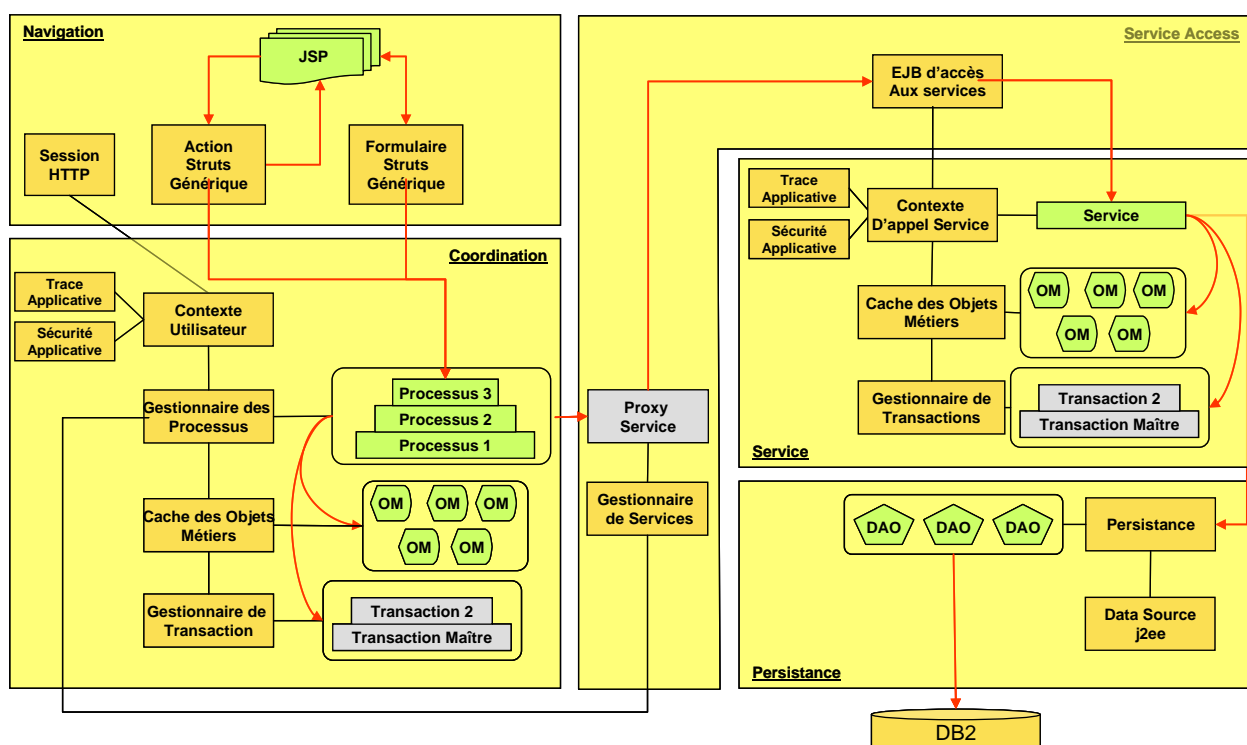 Navigation
JSP
Session
HTTP
Action
Struts
Générique
Formulaire
Struts
Générique
Coordination
Trace
Applicative
Sécurité
Applicative
Contexte
Utilisateur
Gestionnaire des
Processus
Processus 3
Processus 2
Processus 1
Cache des Objets
Métiers
OM
OM
OM
OM
OM
Gestionnaire de
Transaction
Transaction 2
Transaction Maître
Service Access
EJB d'accès
Aux services
Proxy
Service
Gestionnaire
de Services
Trace
Applicative
Sécurité
Applicative
Contexte
D'appel Service
Service
Cache des Objets
Métiers
OM
OM
OM
OM
OM
Gestionnaire de
Transactions
Transaction 2
Transaction Maître
Service
DAO
DAO
DAO
Persistance
Data Source
j2ee
Persistance
DB2